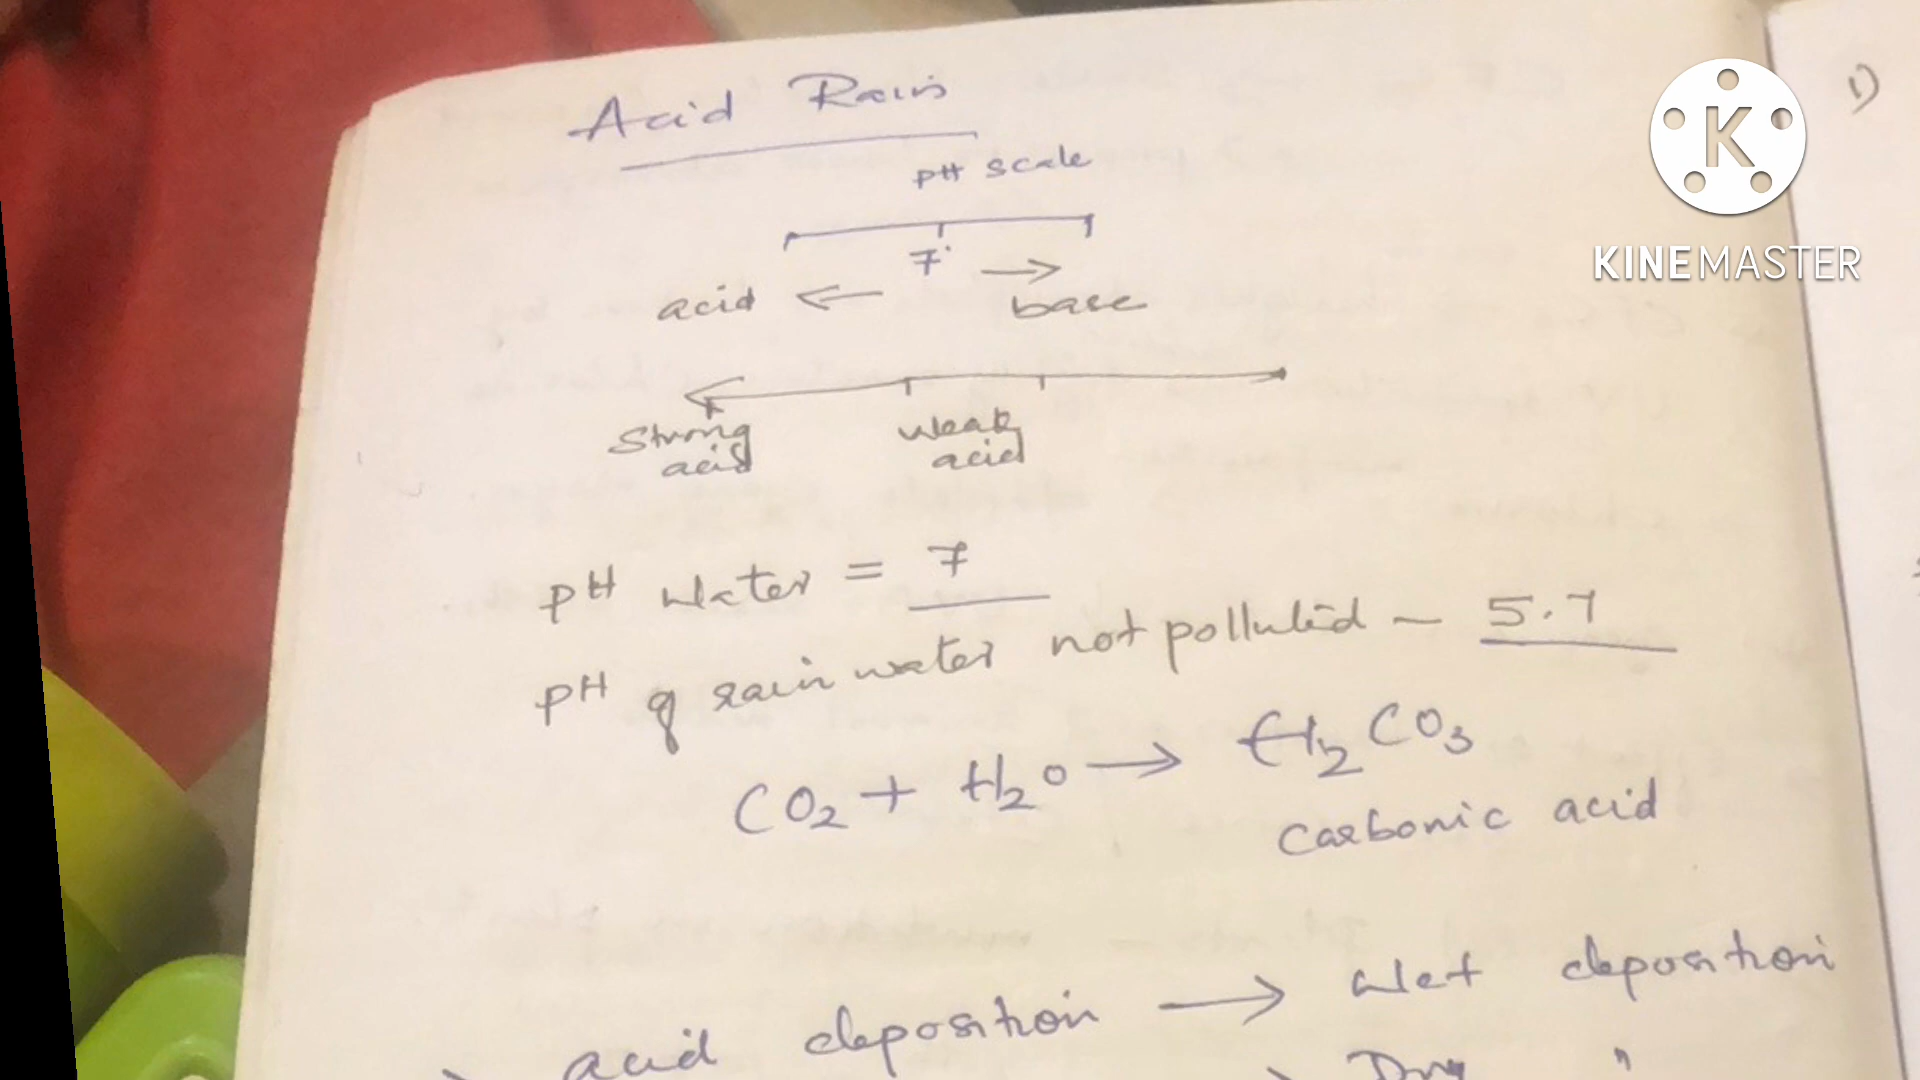 Acid Rain
pH scale
7
acid ← → base
Strong acid
weak acid
pH water = 7
pH of rain water not polluted - 5.7
CO₂ + H₂O → H₂CO₃
Carbonic acid
acid deposition → Wet deposition
→ Dry "
1)
K
KINEMASTER